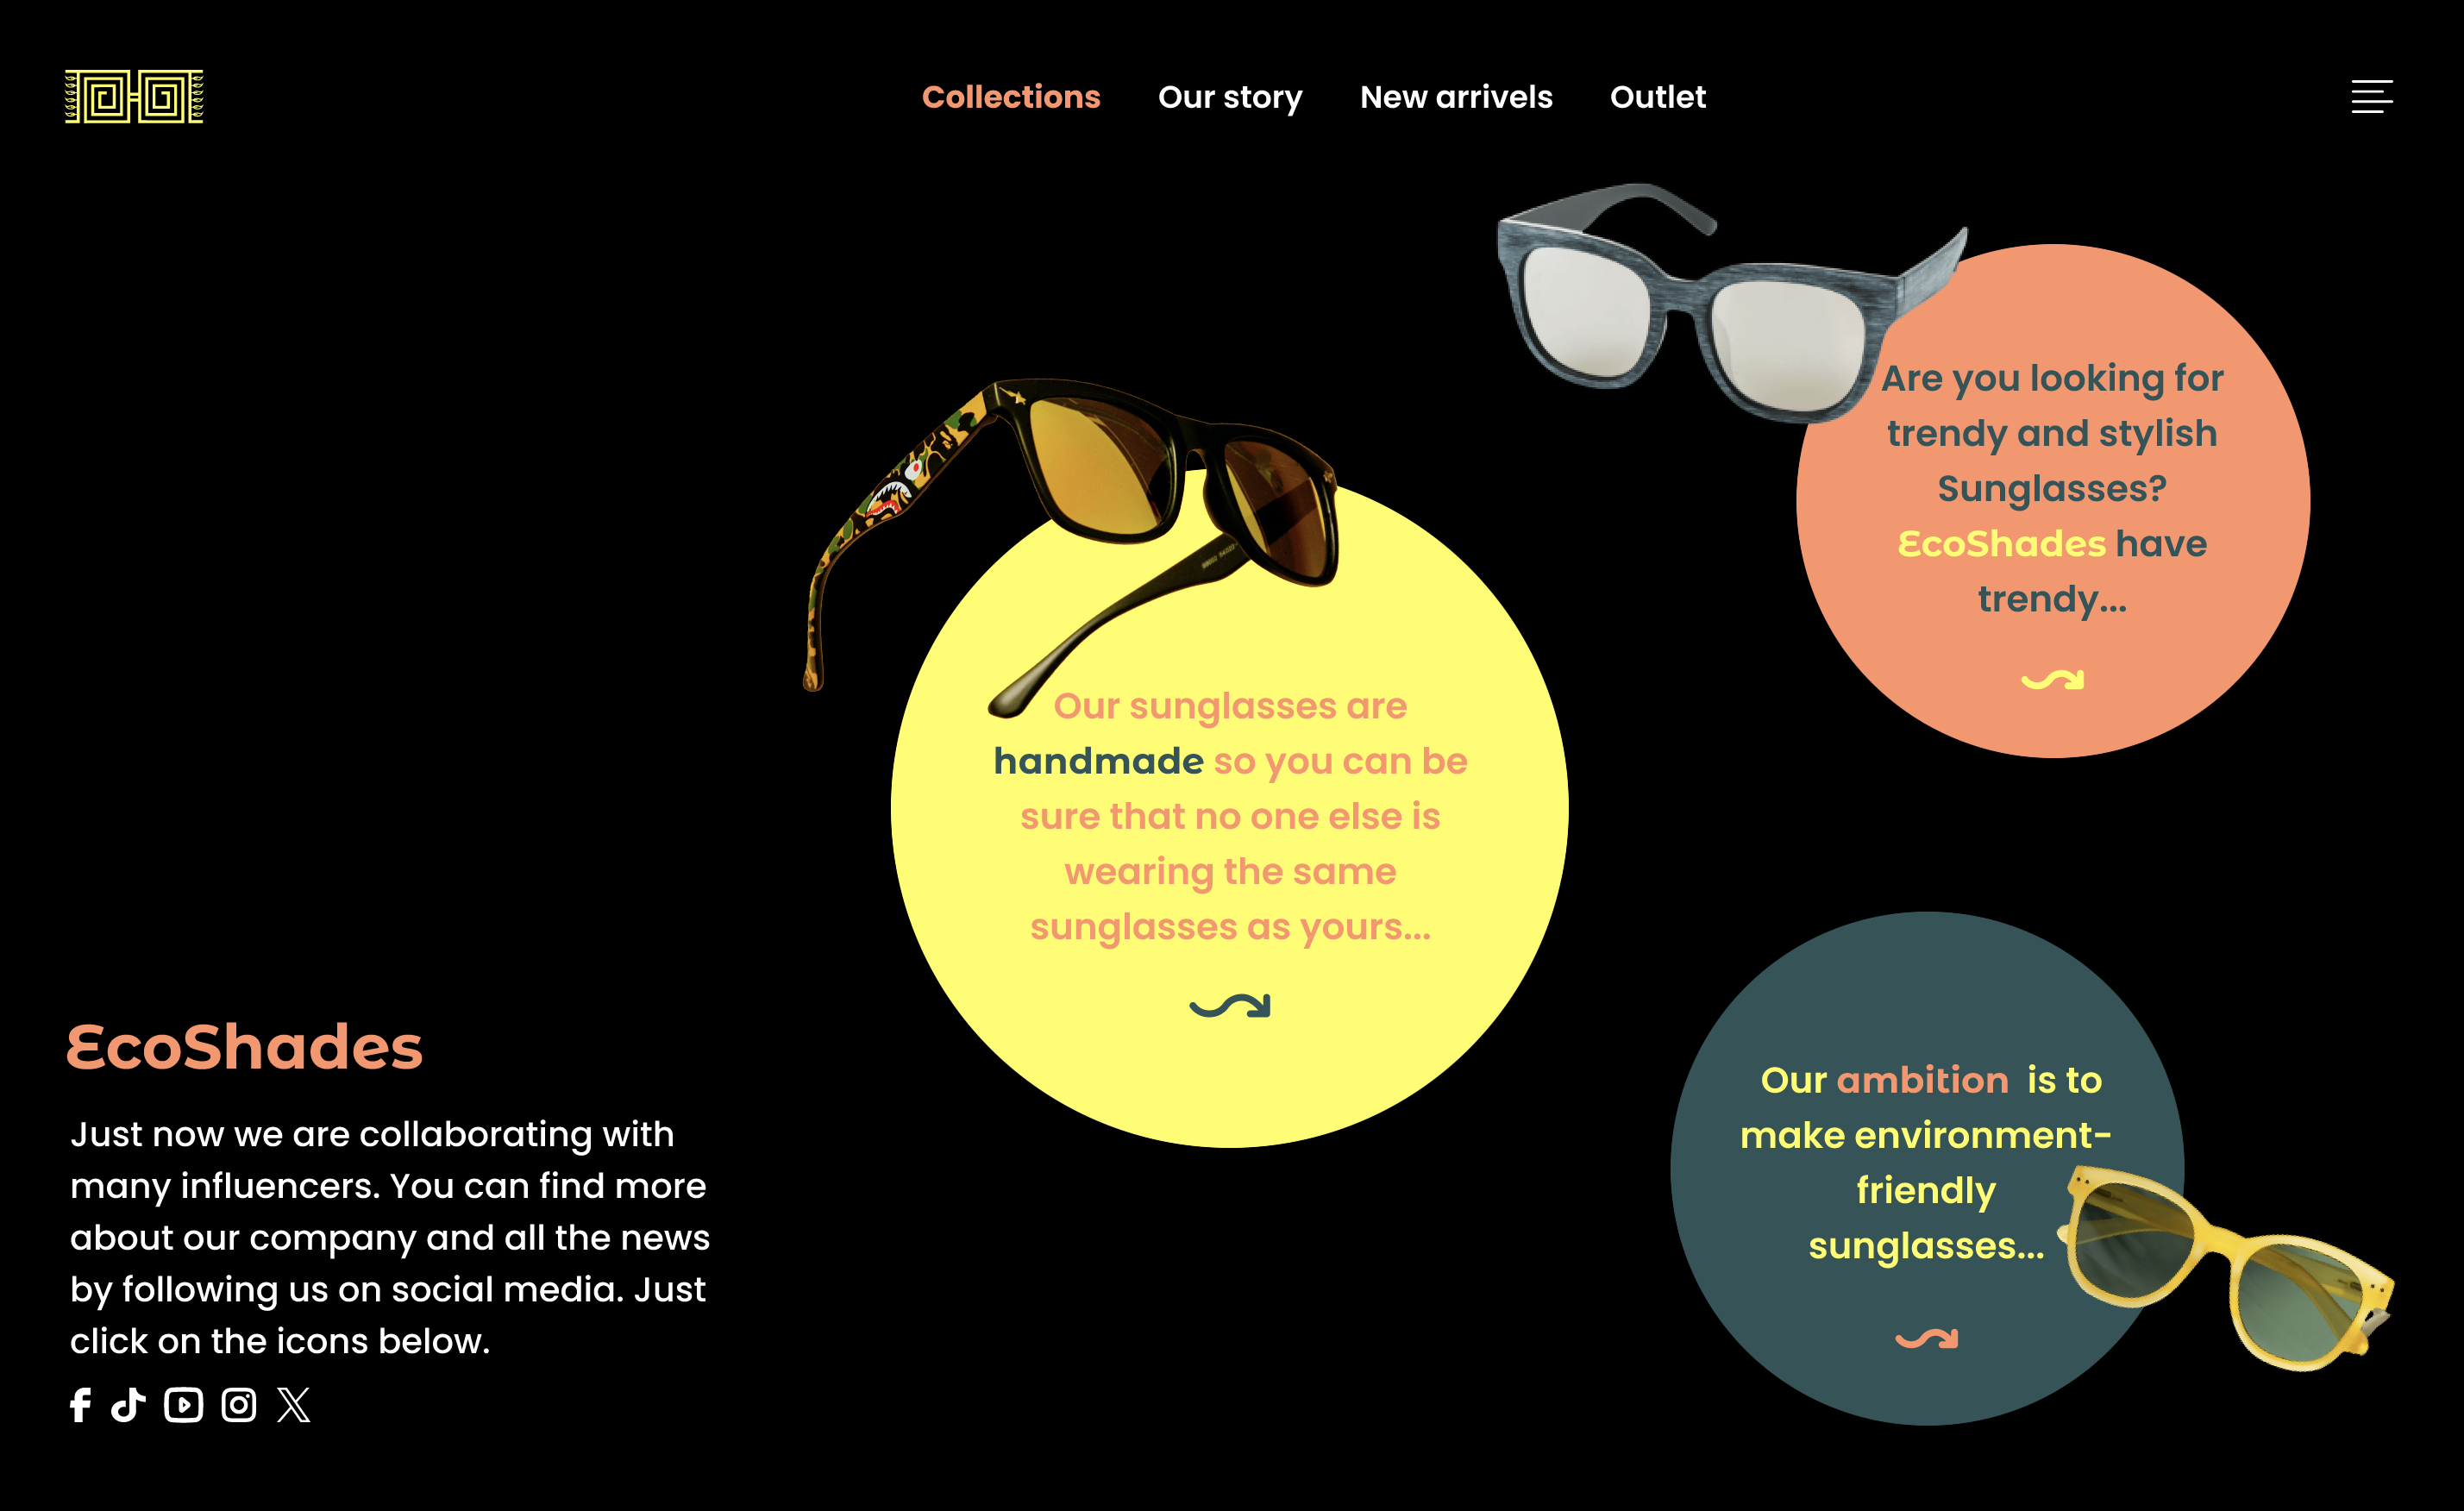 Collections Our story New arrivels Outlet
Are you looking for
trendy and stylish
Sunglasses?
EcoShades have
trendy...
Our sunglasses are
handmade so you can be
sure that no one else is
wearing the same
sunglasses as yours...
Our ambition is to
make environment-
friendly
sunglasses...
EcoShades
Just now we are collaborating with
many influencers. You can find more
about our company and all the news
by following us on social media. Just
click on the icons below.